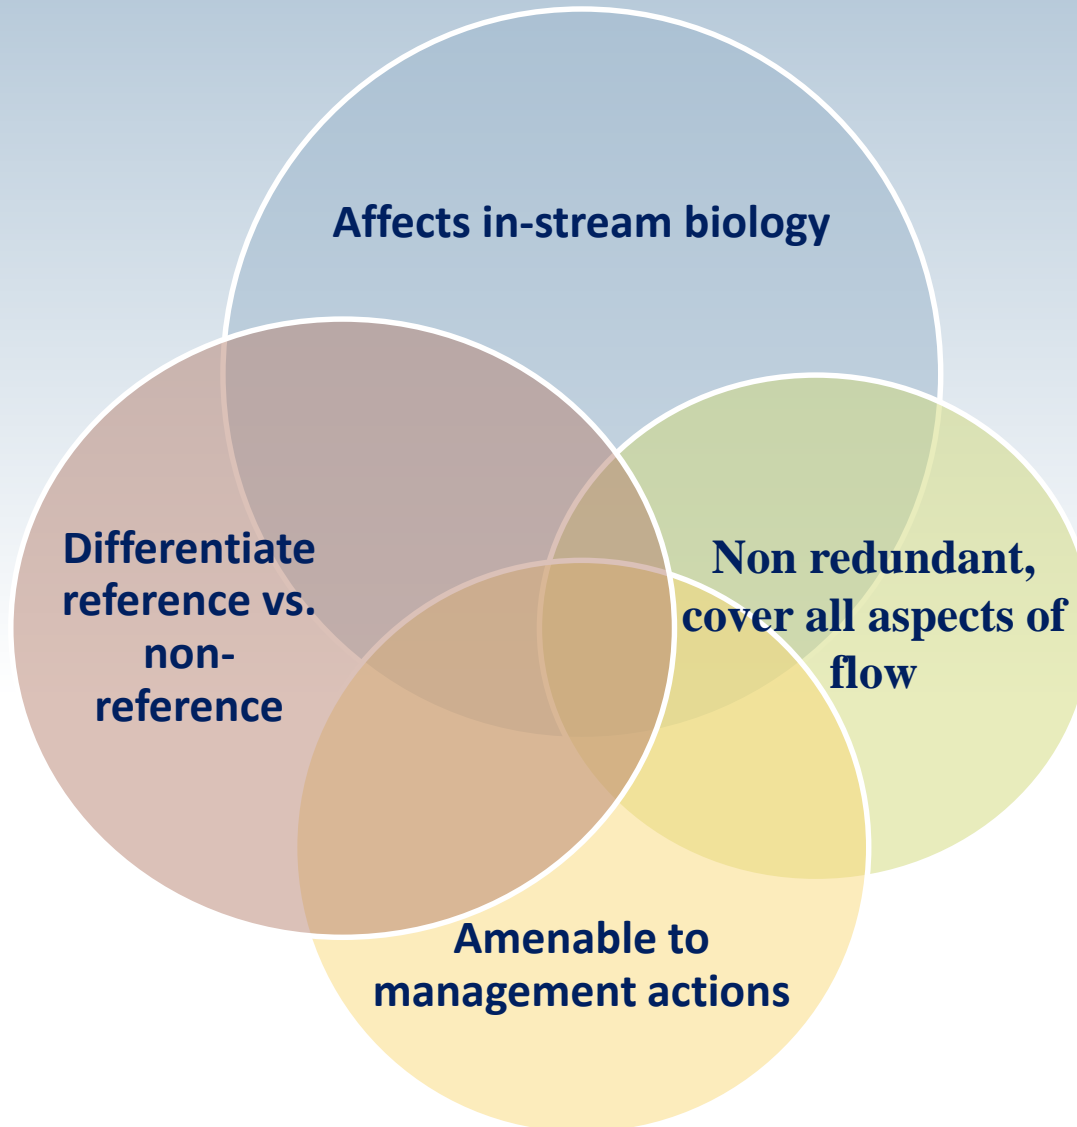 Affects in-stream biology
Differentiate
reference vs.
non-
reference
Non redundant,
cover all aspects of
flow
Amenable to
management actions